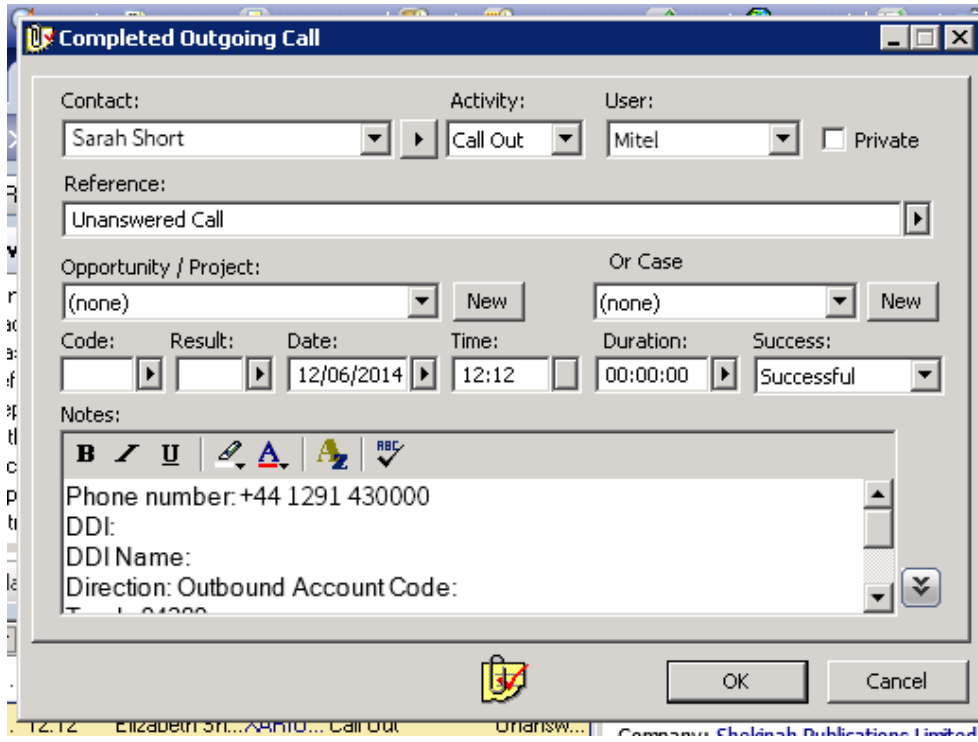 Completed Outgoing Call
Contact: Activity: User:
Sarah Short Call Out Mitel Private
Reference:
Unanswered Call
Opportunity / Project: Or Case
(none) New (none) New
Code: Result: Date: Time: Duration: Success:
12/06/2014 12:12 00:00:00 Successful
Notes:
B I U A A Z ABC
Phone number: +44 1291 430000
DDI:
DDI Name:
Direction: Outbound Account Code:
OK Cancel
12.12 Call Out Unansw...
Company: Shekinah Publications Limited